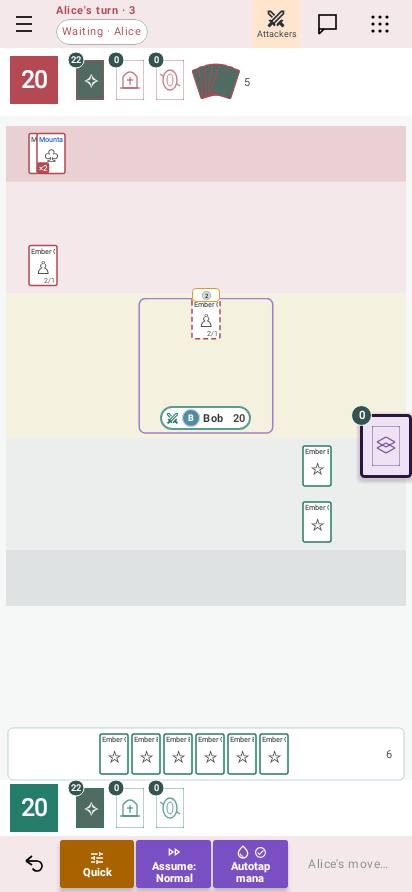 Alice's turn · 3
Waiting · Alice
Attackers
20
22
0
0
5
M Mounta
×2
Ember (
2/1
2
Ember (
2/1
B Bob 20
0
Ember E
Ember (
Ember ( Ember E Ember E Ember ( Ember E Ember (
6
20
22
0
0
Quick
Assume:
Normal
Autotap
mana
Alice's move…